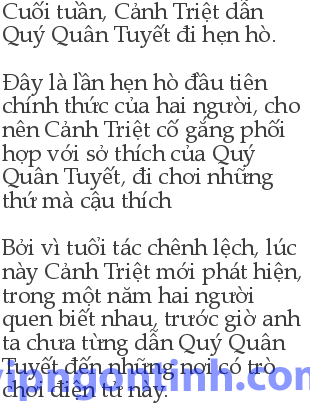 Cuối tuần, Cảnh Triệt dẫn
Quý Quân Tuyết đi hẹn hò.
Đây là lần hẹn hò đầu tiên
chính thức của hai người, cho
nên Cảnh Triệt cố gắng phối
hợp với sở thích của Quý
Quân Tuyết, đi chơi những
thứ mà cậu thích
Bởi vì tuổi tác chênh lệch, lúc
này Cảnh Triệt mới phát hiện,
trong một năm hai người
quen biết nhau, trước giờ anh
ta chưa từng dẫn Quý Quân
Tuyết đến những nơi có trò
chơi điện tử này.
vipngontinh.com